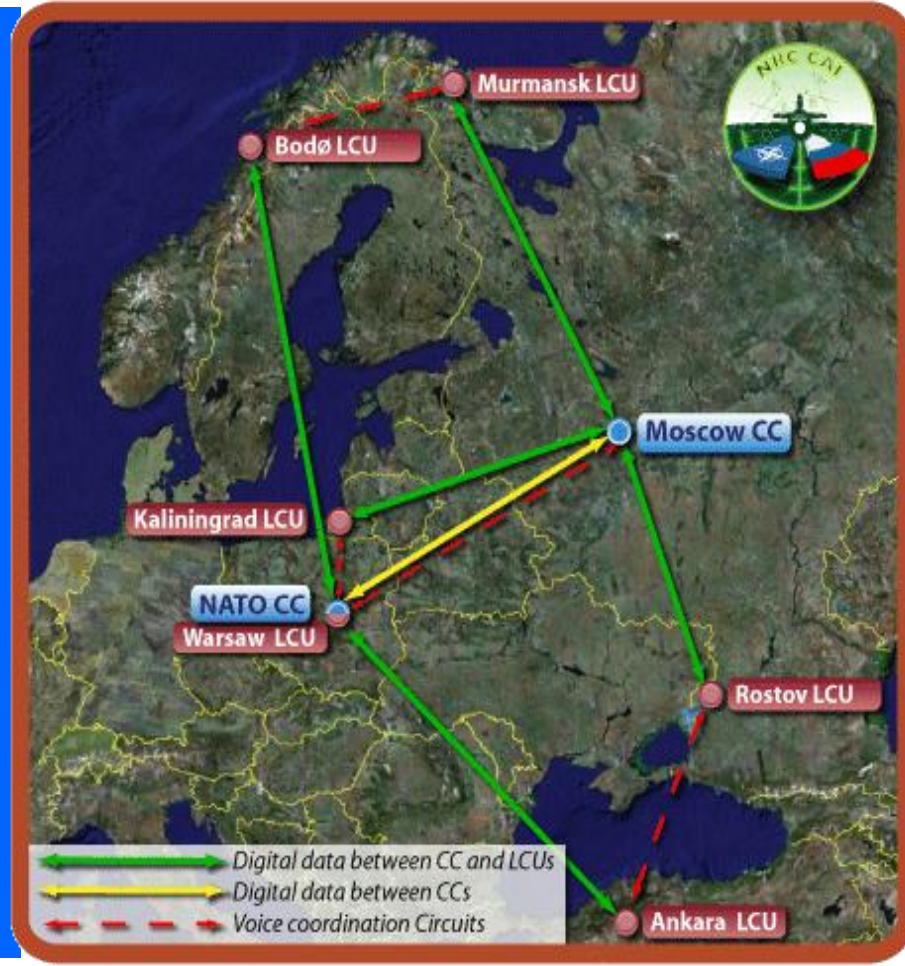 NRC CAI
Murmansk LCU
Bodø LCU
Moscow CC
Kaliningrad LCU
NATO CC
Warsaw LCU
Rostov LCU
Digital data between CC and LCUs
Digital data between CCs
Voice coordination Circuits
Ankara LCU